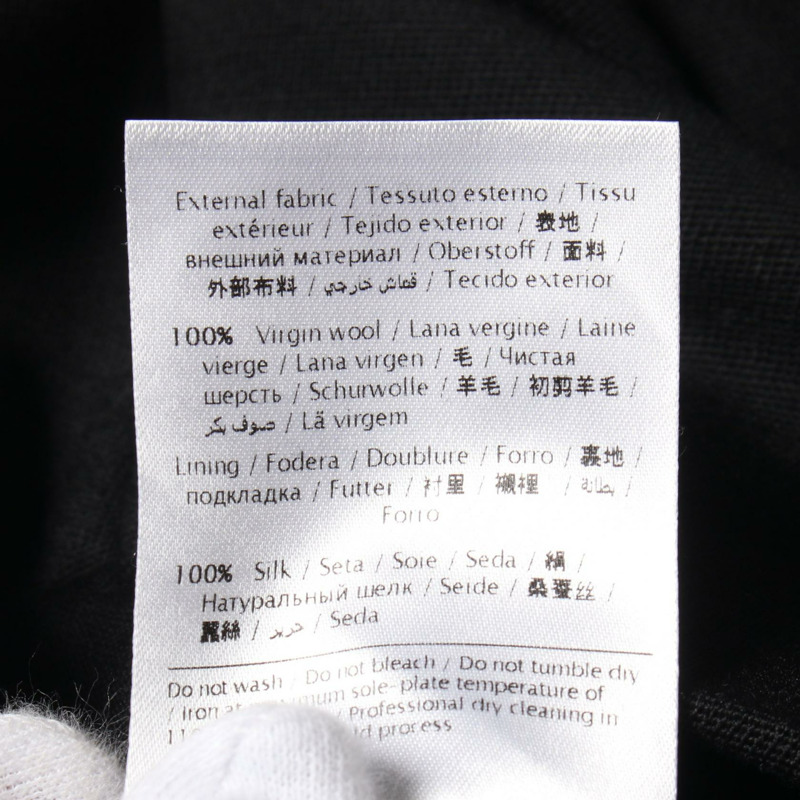 External fabric / Tessuto esterno / Tissu
extérieur / Tejido exterior / 表地 /
внешний материал / Oberstoff / 面料 /
外部布料 / قماش خارجي / Tecido exterior
100% Virgin wool / Lana vergine / Laine
vierge / Lana virgen / 毛 / Чистая
шерсть / Schurwolle / 羊毛 / 初剪羊毛 /
صوف بكر / Lã virgem
Lining / Fodera / Doublure / Forro / 裏地 /
подкладка / Futter / 衬里 / 襯裡 / بطانة /
Forro
100% Silk / Seta / Soie / Seda / 絹 /
Натуральный шелк / Seide / 桑蚕丝 /
蠶絲 / حرير / Seda
Do not wash / Do not bleach / Do not tumble dry
/ Iron at sole- plate temperature of
11 / Professional dry cleaning in
process